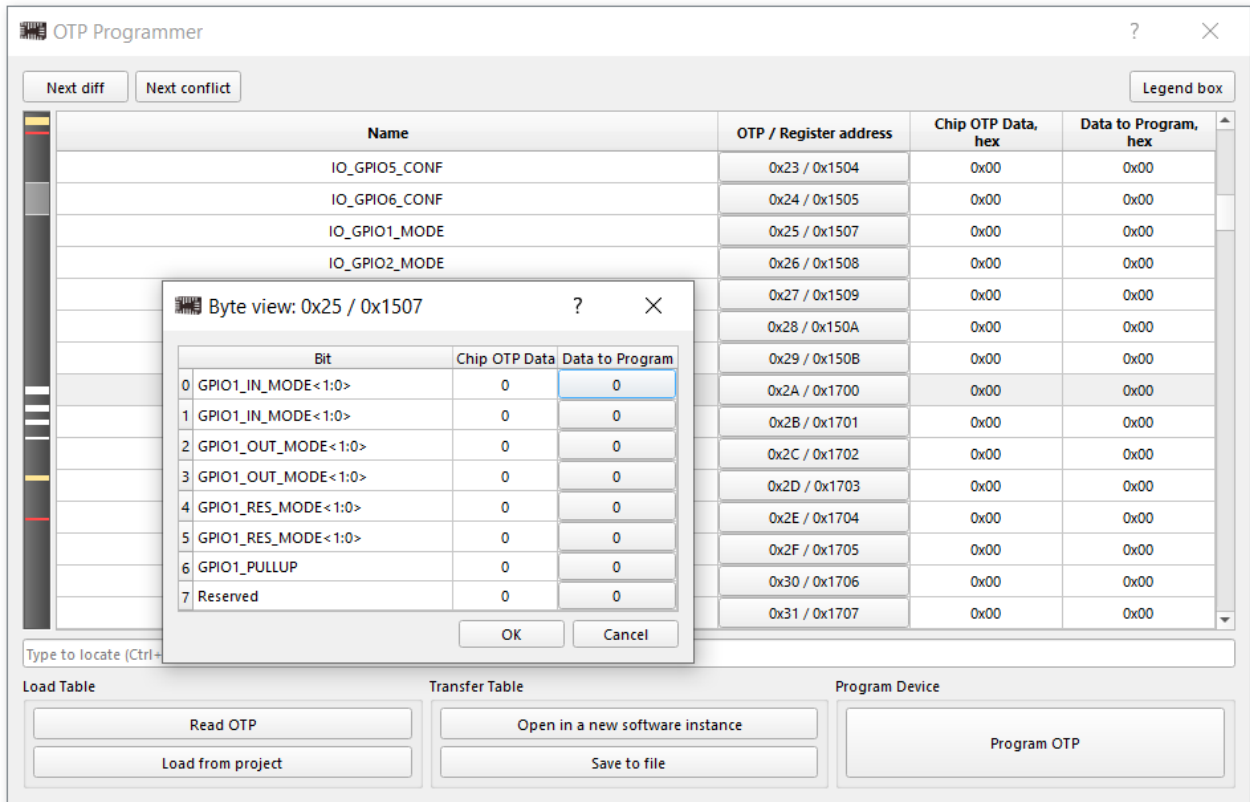 OTP Programmer
?
Next diff
Next conflict
Legend box
Name
OTP / Register address
Chip OTP Data, hex
Data to Program, hex
IO_GPIO5_CONF 0x23 / 0x1504 0x00 0x00
IO_GPIO6_CONF 0x24 / 0x1505 0x00 0x00
IO_GPIO1_MODE 0x25 / 0x1507 0x00 0x00
IO_GPIO2_MODE 0x26 / 0x1508 0x00 0x00
0x27 / 0x1509 0x00 0x00
0x28 / 0x150A 0x00 0x00
0x29 / 0x150B 0x00 0x00
0x2A / 0x1700 0x00 0x00
0x2B / 0x1701 0x00 0x00
0x2C / 0x1702 0x00 0x00
0x2D / 0x1703 0x00 0x00
0x2E / 0x1704 0x00 0x00
0x2F / 0x1705 0x00 0x00
0x30 / 0x1706 0x00 0x00
0x31 / 0x1707 0x00 0x00
Byte view: 0x25 / 0x1507
?
Bit Chip OTP Data Data to Program
0 GPIO1_IN_MODE<1:0> 0 0
1 GPIO1_IN_MODE<1:0> 0 0
2 GPIO1_OUT_MODE<1:0> 0 0
3 GPIO1_OUT_MODE<1:0> 0 0
4 GPIO1_RES_MODE<1:0> 0 0
5 GPIO1_RES_MODE<1:0> 0 0
6 GPIO1_PULLUP 0 0
7 Reserved 0 0
OK
Cancel
Type to locate (Ctrl+
Load Table
Read OTP
Load from project
Transfer Table
Open in a new software instance
Save to file
Program Device
Program OTP